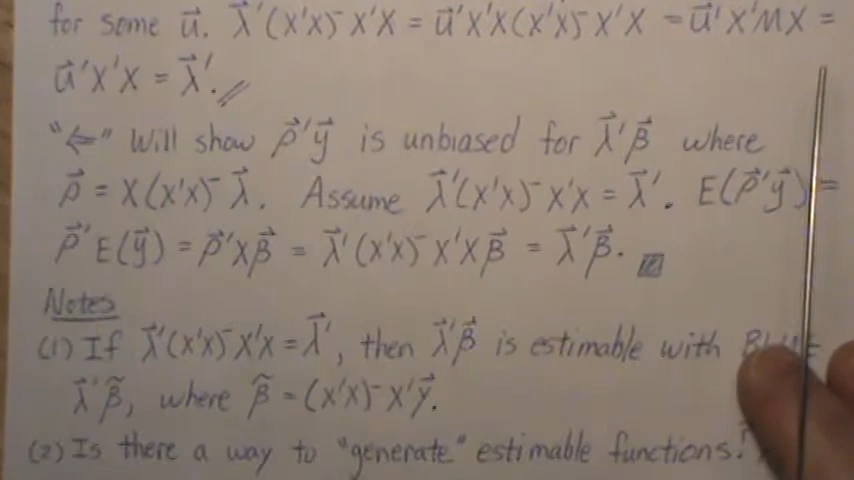 for some u⃗. λ⃗'(X'X)⁻X'X = u⃗'X'X(X'X)⁻X'X = u⃗'X'MX =
u⃗'X'X = λ⃗'. //
"⇐" Will show ρ⃗'y⃗ is unbiased for λ⃗'β⃗ where
ρ⃗ = X(X'X)⁻λ⃗. Assume λ⃗'(X'X)⁻X'X = λ⃗'. E(ρ⃗'y⃗) =
ρ⃗'E(y⃗) = ρ⃗'Xβ⃗ = λ⃗'(X'X)⁻X'Xβ⃗ = λ⃗'β⃗.
Notes
(1) If λ⃗'(X'X)⁻X'X = λ⃗', then λ⃗'β⃗ is estimable with
λ⃗'β̃, where β̃ = (X'X)⁻X'y⃗.
(2) Is there a way to "generate" estimable functions?